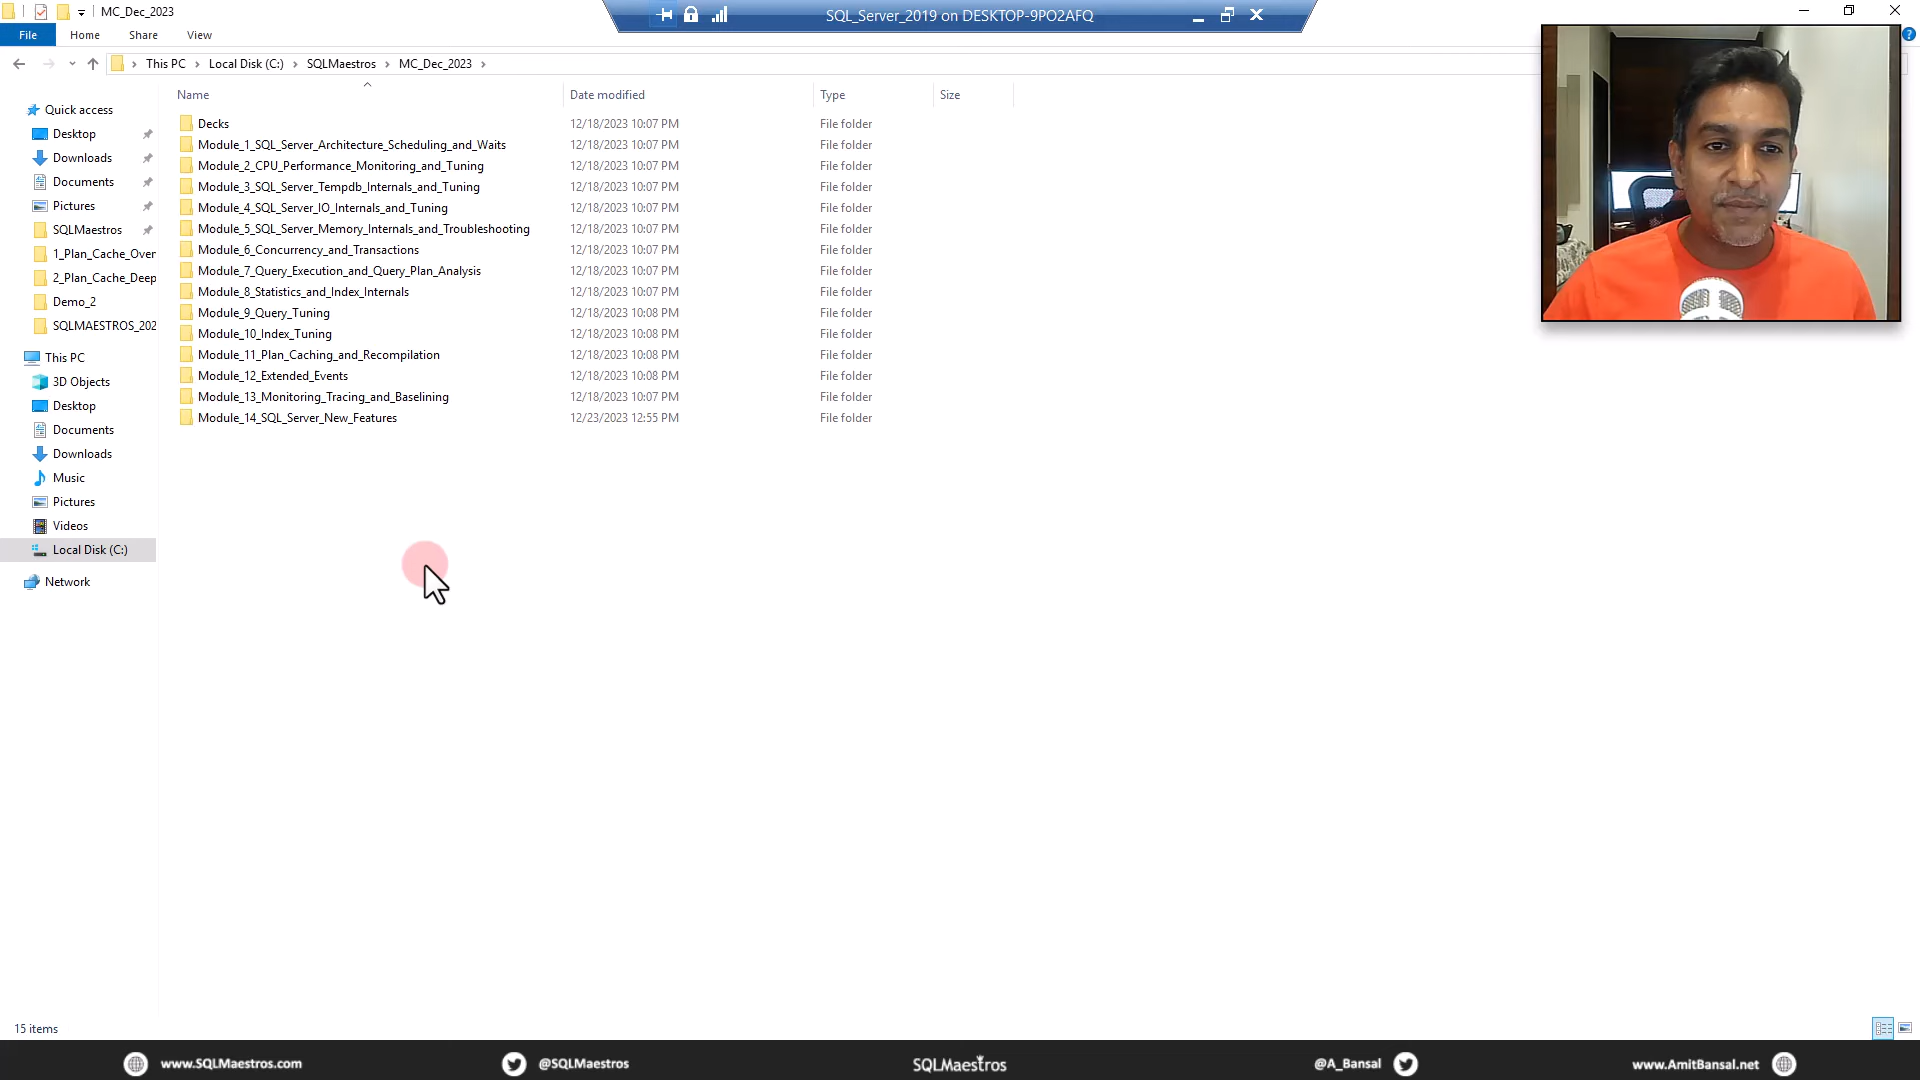 MC_Dec_2023
SQL_Server_2019 on DESKTOP-9PO2AFQ
File Home Share View
This PC Local Disk (C:) SQLMaestros MC_Dec_2023
Name Date modified Type Size
Quick access
Desktop
Downloads
Documents
Pictures
SQLMaestros
1_Plan_Cache_Over
2_Plan_Cache_Deep
Demo_2
SQLMAESTROS_202
This PC
3D Objects
Desktop
Documents
Downloads
Music
Pictures
Videos
Local Disk (C:)
Network
Decks 12/18/2023 10:07 PM File folder
Module_1_SQL_Server_Architecture_Scheduling_and_Waits 12/18/2023 10:07 PM File folder
Module_2_CPU_Performance_Monitoring_and_Tuning 12/18/2023 10:07 PM File folder
Module_3_SQL_Server_Tempdb_Internals_and_Tuning 12/18/2023 10:07 PM File folder
Module_4_SQL_Server_IO_Internals_and_Tuning 12/18/2023 10:07 PM File folder
Module_5_SQL_Server_Memory_Internals_and_Troubleshooting 12/18/2023 10:07 PM File folder
Module_6_Concurrency_and_Transactions 12/18/2023 10:07 PM File folder
Module_7_Query_Execution_and_Query_Plan_Analysis 12/18/2023 10:07 PM File folder
Module_8_Statistics_and_Index_Internals 12/18/2023 10:07 PM File folder
Module_9_Query_Tuning 12/18/2023 10:08 PM File folder
Module_10_Index_Tuning 12/18/2023 10:08 PM File folder
Module_11_Plan_Caching_and_Recompilation 12/18/2023 10:08 PM File folder
Module_12_Extended_Events 12/18/2023 10:08 PM File folder
Module_13_Monitoring_Tracing_and_Baselining 12/18/2023 10:07 PM File folder
Module_14_SQL_Server_New_Features 12/23/2023 12:55 PM File folder
15 items
www.SQLMaestros.com @SQLMaestros SQLMaestros @A_Bansal www.AmitBansal.net